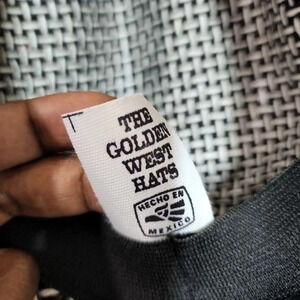 THE
GOLDEN
WEST
HATS
HECHO EN
MEXICO